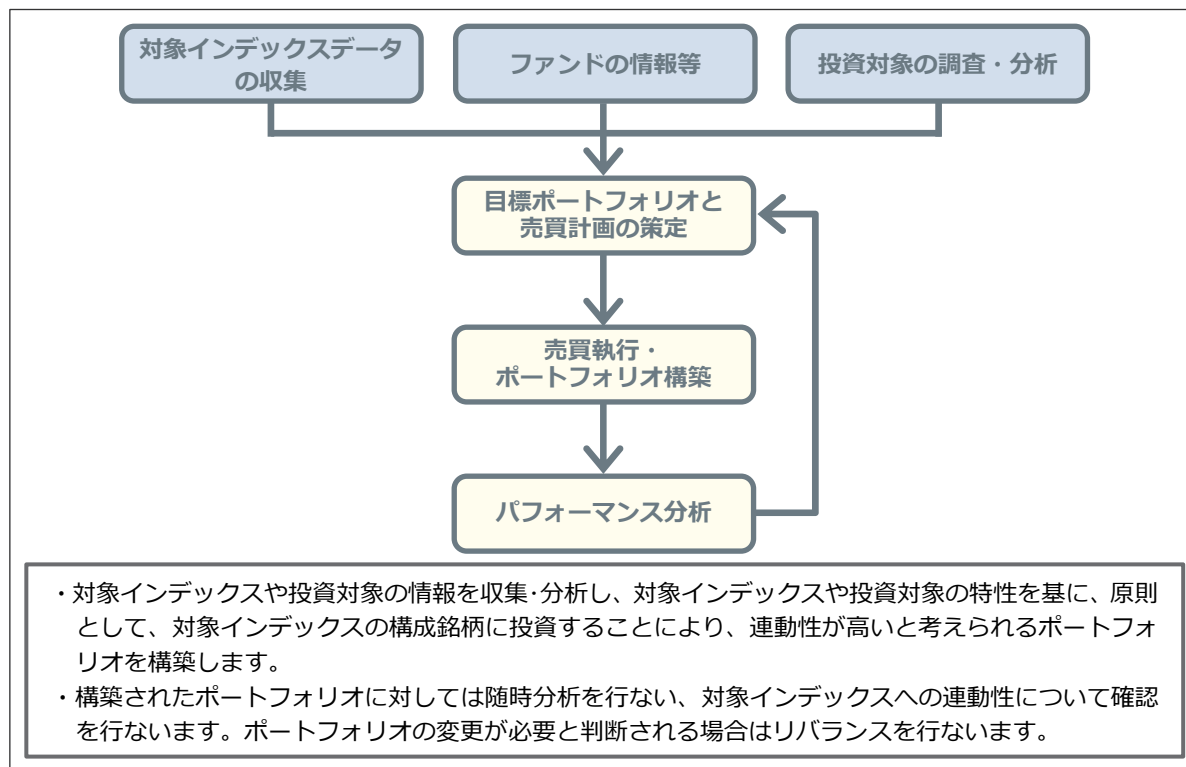 対象インデックスデータ
の収集
ファンドの情報等
投資対象の調査・分析
目標ポートフォリオと
売買計画の策定
売買執行・
ポートフォリオ構築
パフォーマンス分析
・対象インデックスや投資対象の情報を収集･分析し、対象インデックスや投資対象の特性を基に、原則
として、対象インデックスの構成銘柄に投資することにより、連動性が高いと考えられるポートフォ
リオを構築します。
・構築されたポートフォリオに対しては随時分析を行ない、対象インデックスへの連動性について確認
を行ないます。ポートフォリオの変更が必要と判断される場合はリバランスを行ないます。